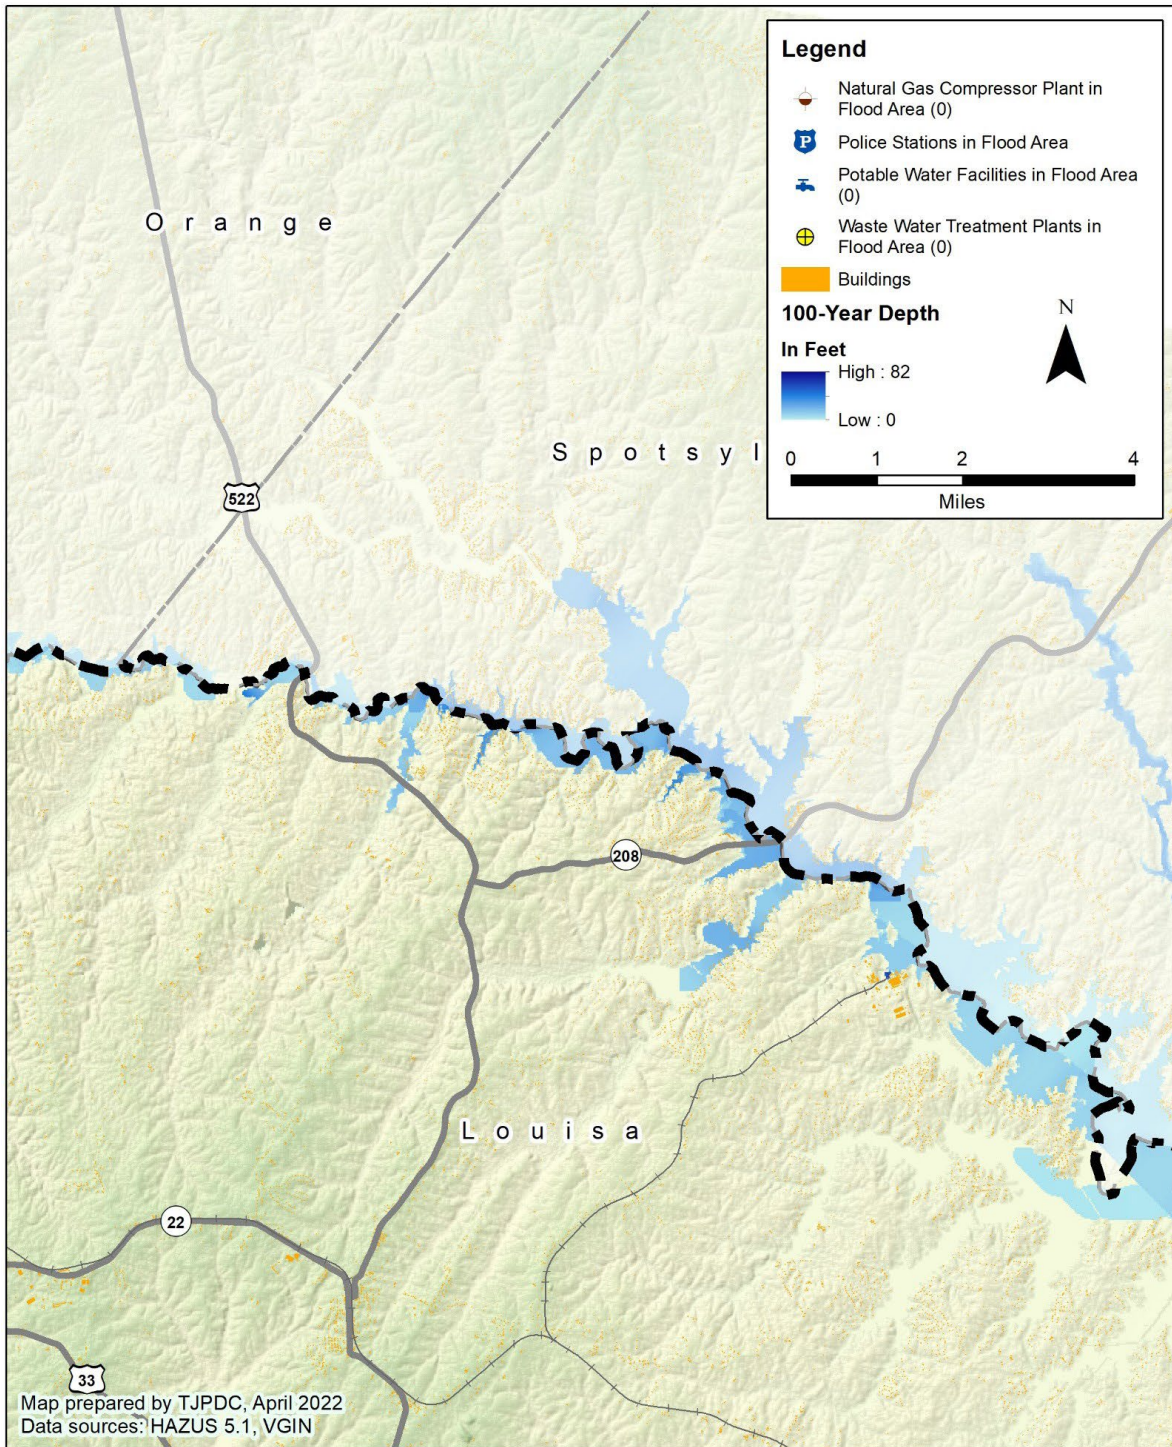 Legend
Natural Gas Compressor Plant in
Flood Area (0)
P
Police Stations in Flood Area
Potable Water Facilities in Flood Area
(0)
Waste Water Treatment Plants in
Flood Area (0)
Buildings
100-Year Depth
In Feet
High : 82
Low : 0
N
0 1 2 4
Miles
Orange
Spotsyl
522
208
Louisa
22
33
Map prepared by TJPDC, April 2022
Data sources: HAZUS 5.1, VGIN